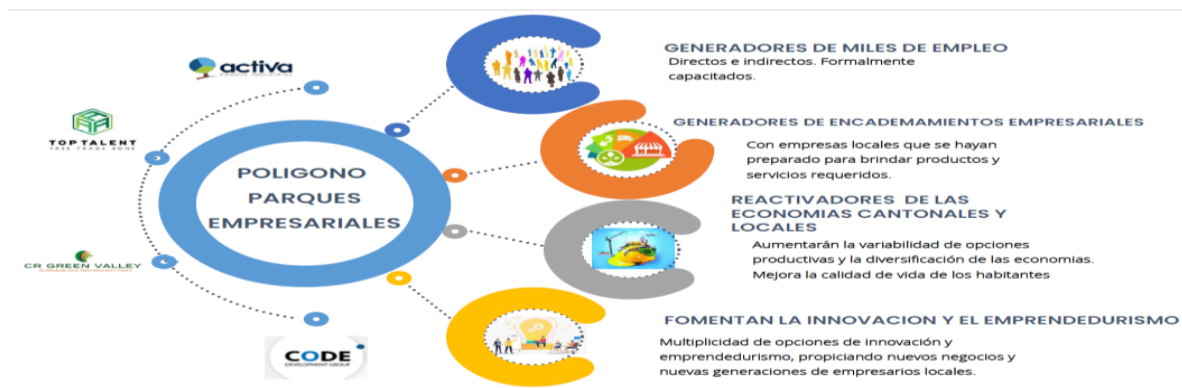 activa
PARQUE INDUSTRIAL
TOP TALENT
FREE TRADE ZONE
CR GREEN VALLEY
CODE
DEVELOPMENT GROUP
POLIGONO
PARQUES
EMPRESARIALES
GENERADORES DE MILES DE EMPLEO
Directos e indirectos. Formalmente
capacitados.
GENERADORES DE ENCADEMAMIENTOS EMPRESARIALES
Con empresas locales que se hayan
preparado para brindar productos y
servicios requeridos.
REACTIVADORES DE LAS
ECONOMIAS CANTONALES Y
LOCALES
Aumentarán la variabilidad de opciones
productivas y la diversificación de las economias.
Mejora la calidad de vida de los habitantes
FOMENTAN LA INNOVACION Y EL EMPRENDEDURISMO
Multiplicidad de opciones de innovación y
emprendedurismo, propiciando nuevos negocios y
nuevas generaciones de empresarios locales.